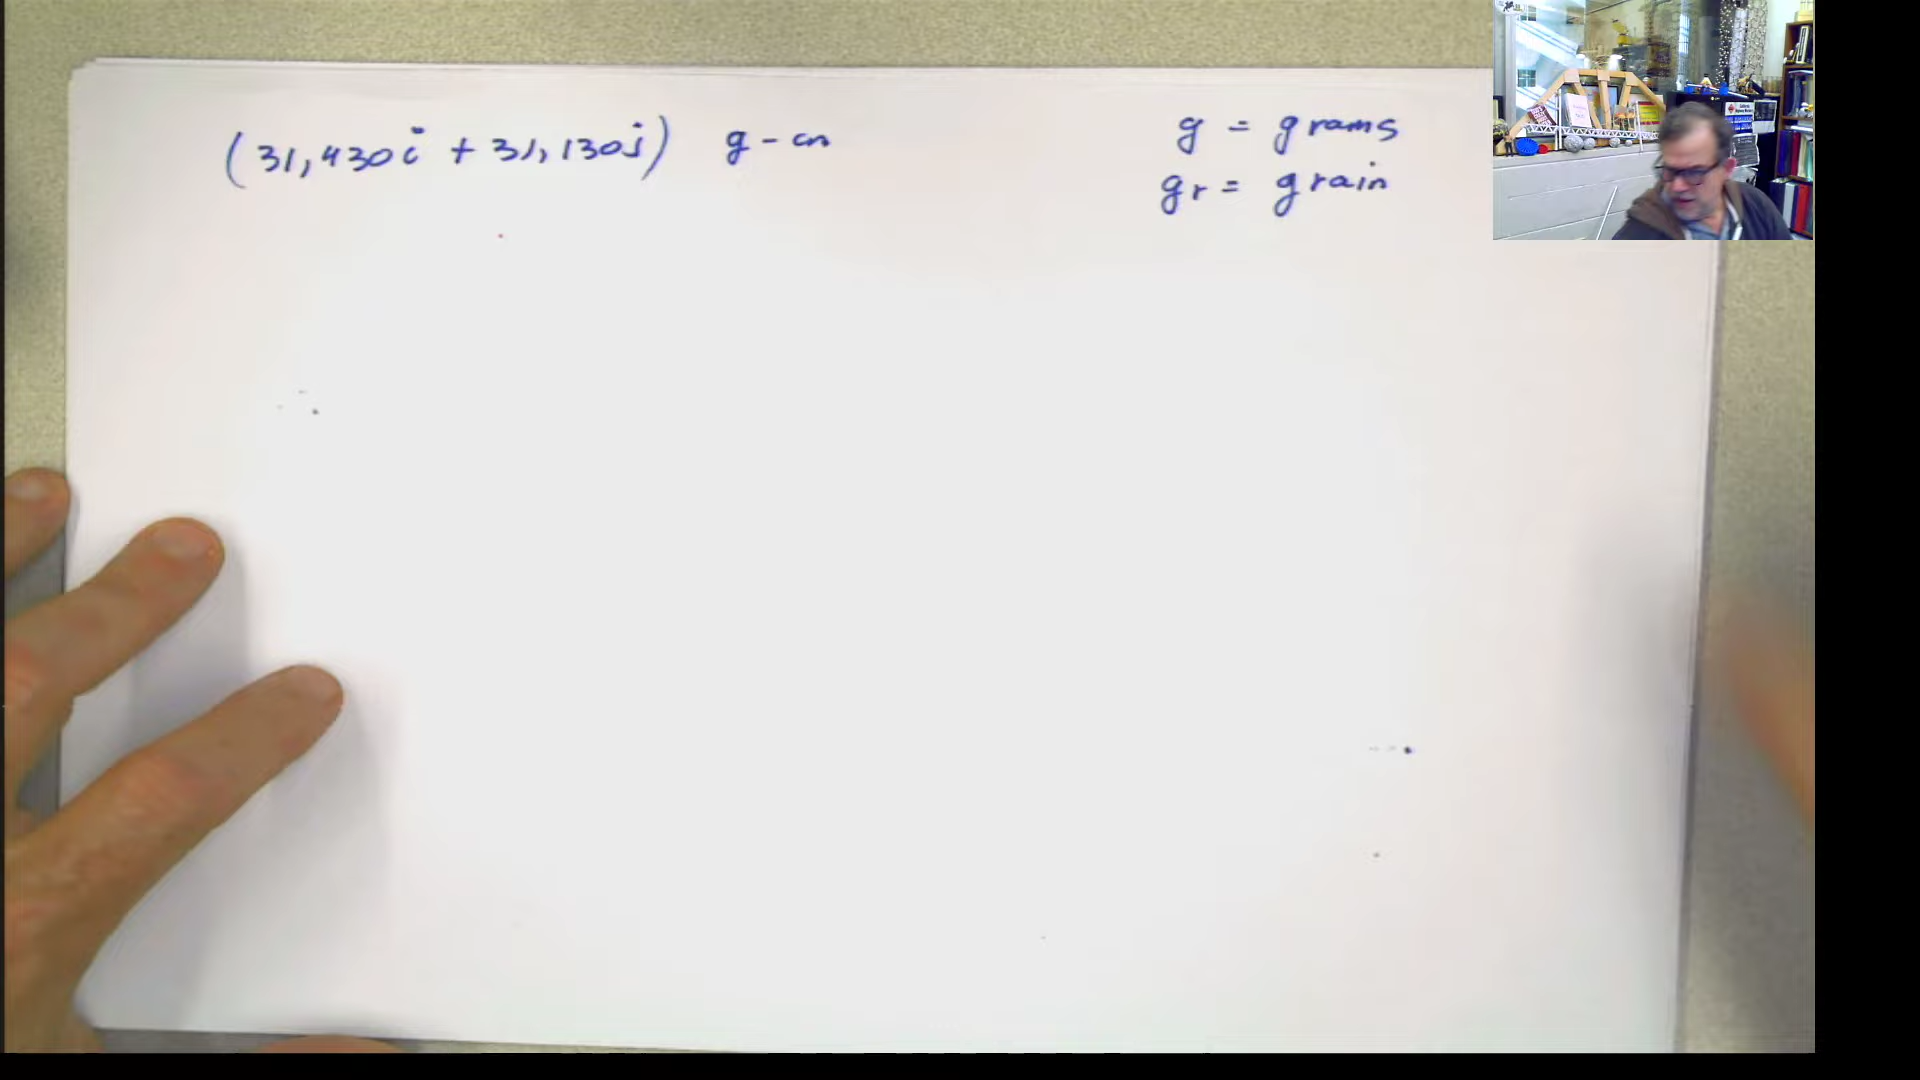 (31,430i + 31,130j) g-cm
g = grams
gr = grain